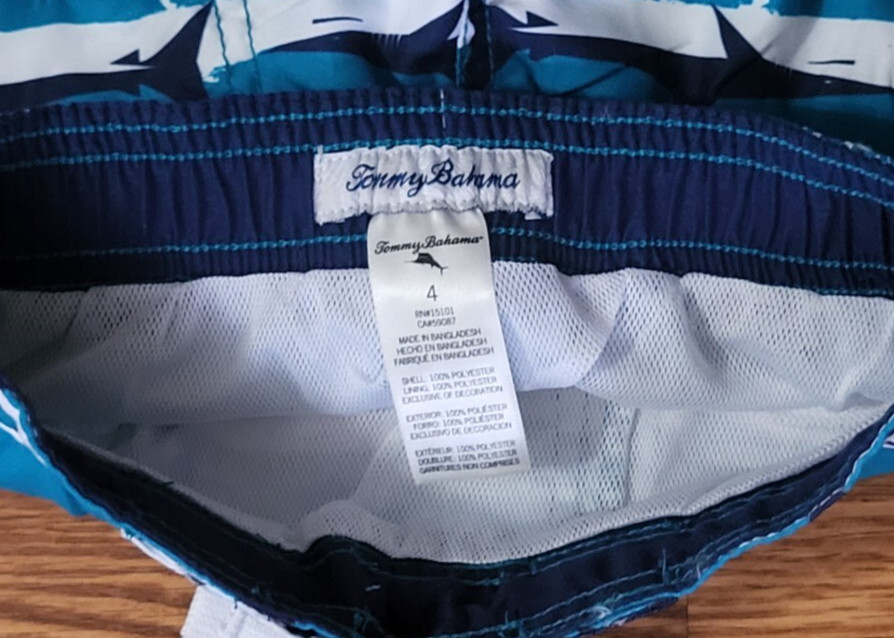 Tommy Bahama
Tommy Bahama
4
RN#15101
CA#59087
MADE IN BANGLADESH
HECHO EN BANGLADESH
FABRIQUÉ EN BANGLADESH
SHELL: 100% POLYESTER
LINING: 100% POLYESTER
EXCLUSIVE OF DECORATION
EXTERIOR: 100% POLIÉSTER
FORRO: 100% POLIÉSTER
EXCLUSIVO DE DECORACION
EXTÉRIEUR: 100% POLYESTER
DOUBLURE: 100% POLYESTER
GARNITURES NON COMPRISES